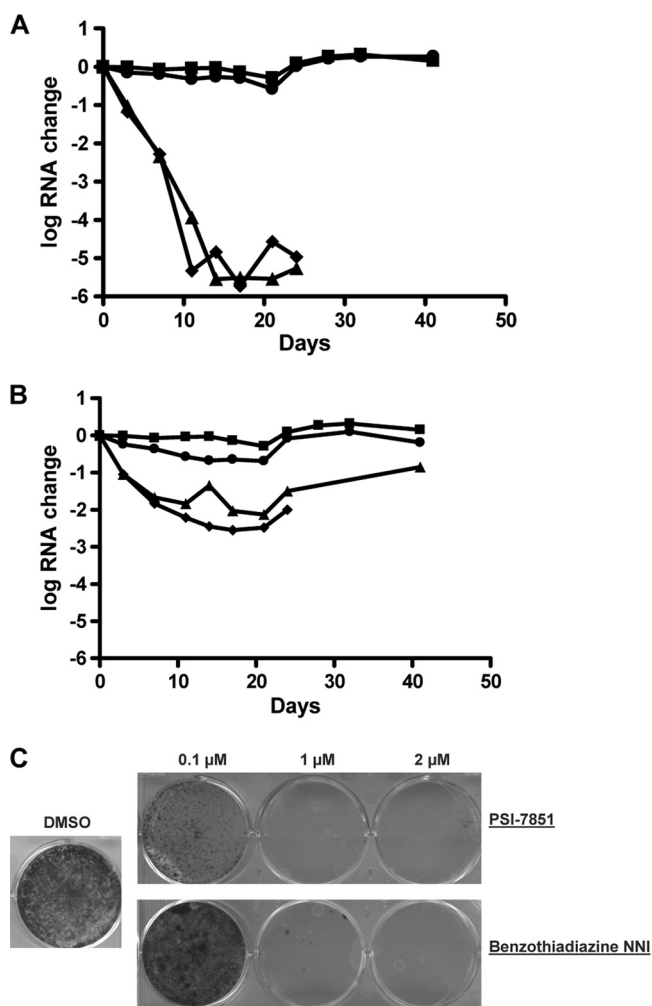 A
log RNA change
1
0
-1
-2
-3
-4
-5
-6
0 10 20 30 40 50
Days
B
log RNA change
1
0
-1
-2
-3
-4
-5
-6
0 10 20 30 40 50
Days
C
0.1 µM 1 µM 2 µM
DMSO
PSI-7851
Benzothiadiazine NNI